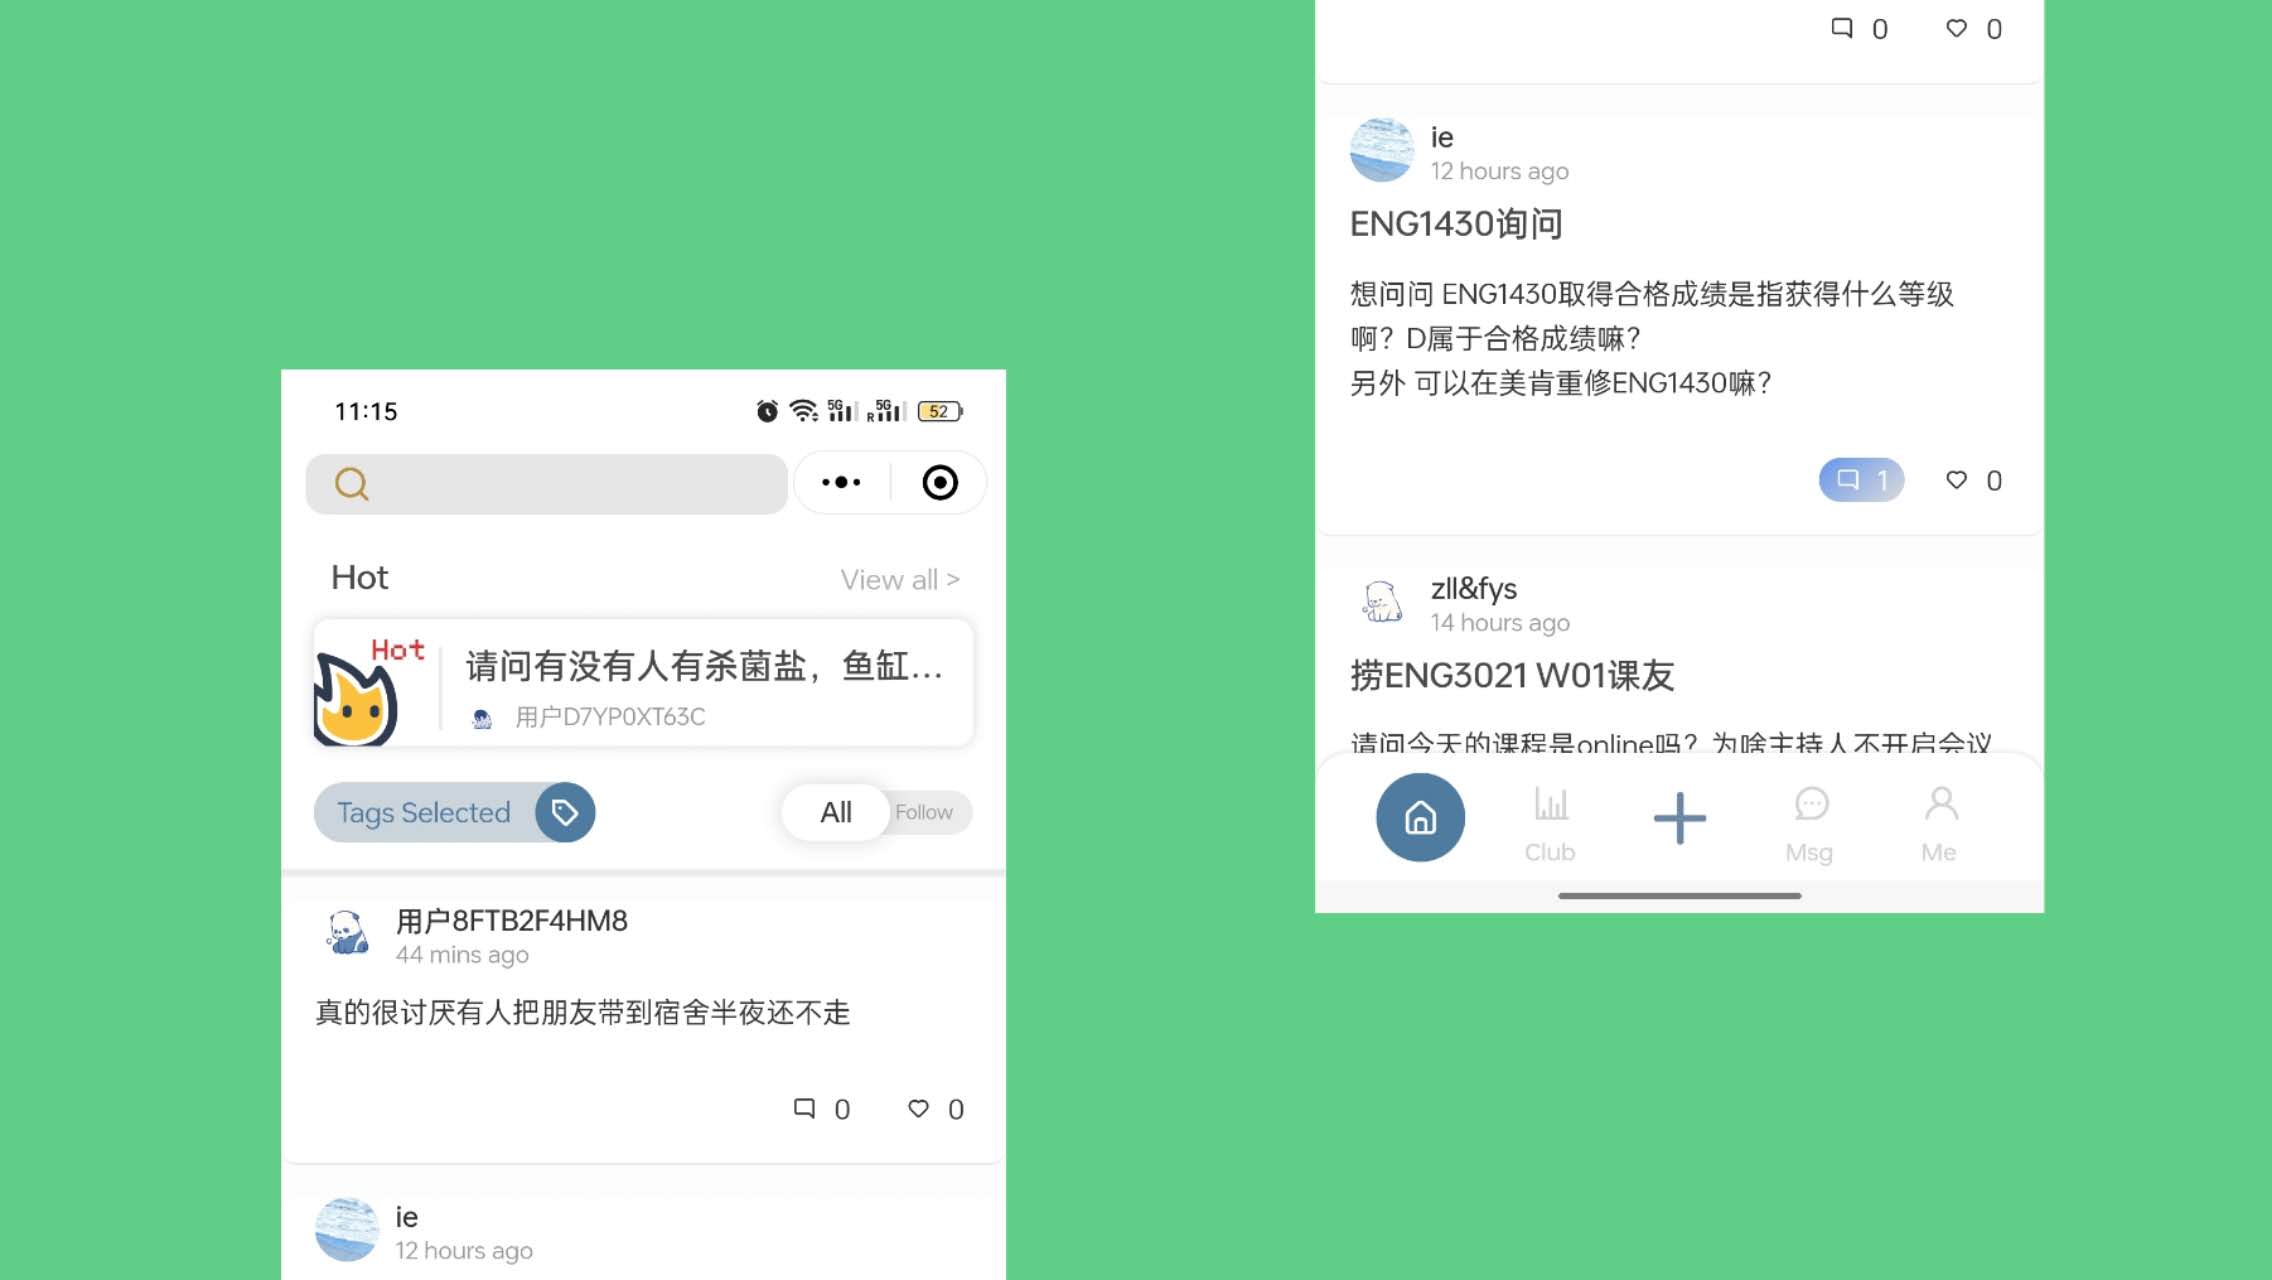 11:15
5G
R 5G
52
Hot
View all >
Hot
请问有没有人有杀菌盐，鱼缸...
用户D7YP0XT63C
Tags Selected
All
Follow
用户8FTB2F4HM8
44 mins ago
真的很讨厌有人把朋友带到宿舍半夜还不走
0
0
ie
12 hours ago
0
0
ie
12 hours ago
ENG1430询问
想问问 ENG1430取得合格成绩是指获得什么等级
啊？D属于合格成绩嘛？
另外 可以在美肯重修ENG1430嘛？
1
0
zll&fys
14 hours ago
捞ENG3021 W01课友
请问今天的课程是online吗？为啥主持人不开启会议
Club
Msg
Me